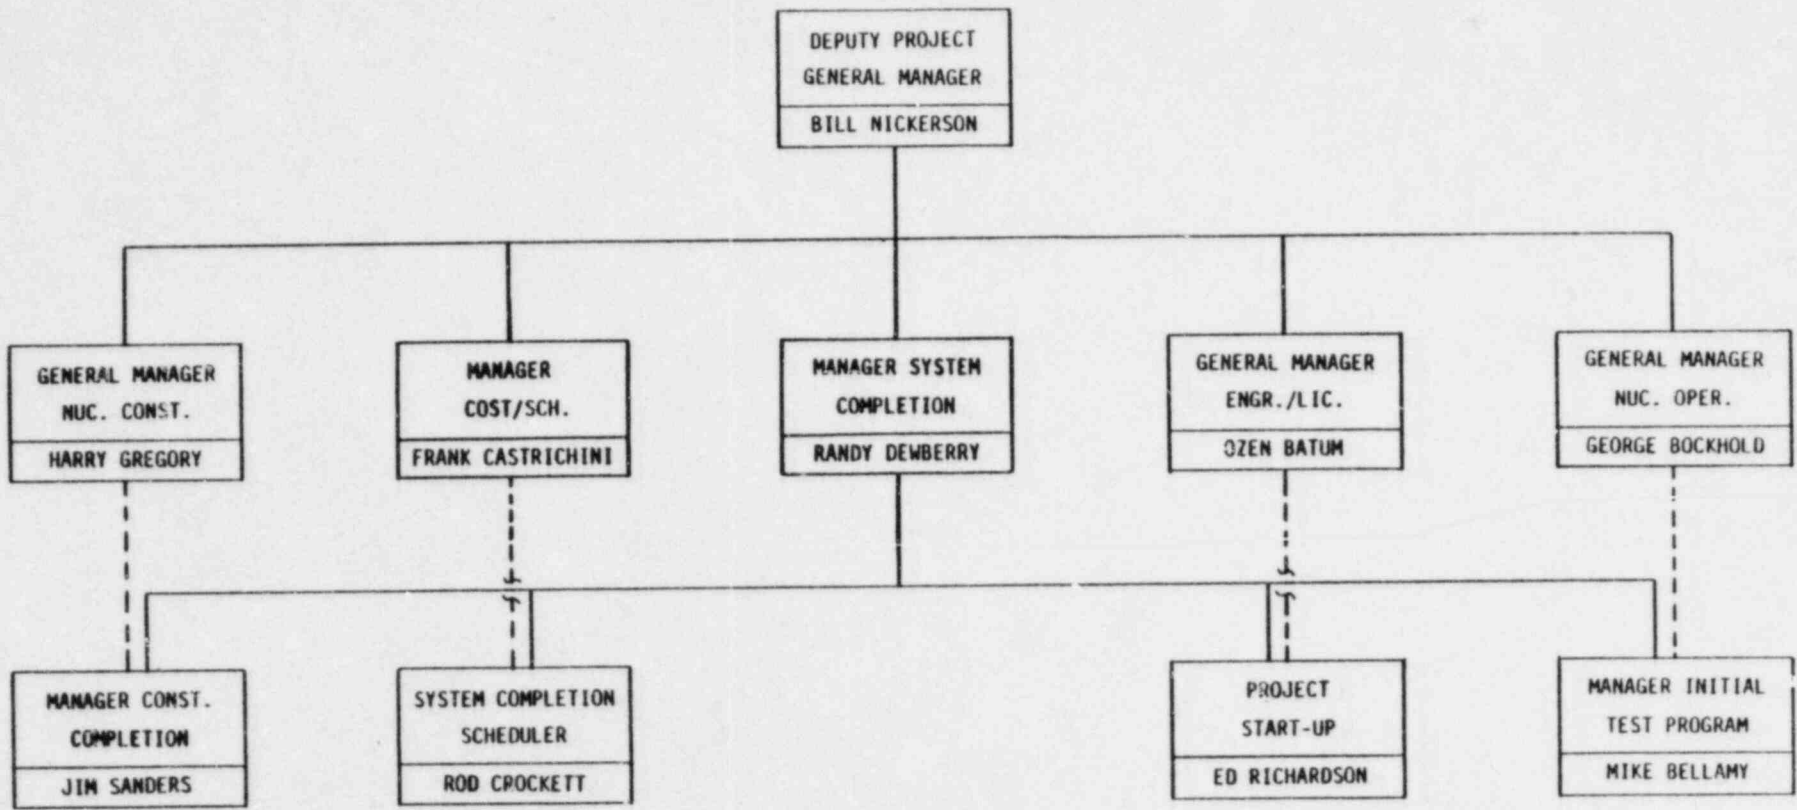 DEPUTY PROJECT
GENERAL MANAGER
BILL NICKERSON
GENERAL MANAGER
NUC. CONST.
HARRY GREGORY
MANAGER
COST/SCH.
FRANK CASTRICHINI
MANAGER SYSTEM
COMPLETION
RANDY DEWBERRY
GENERAL MANAGER
ENGR./LIC.
OZEN BATUM
GENERAL MANAGER
NUC. OPER.
GEORGE BOCKHOLD
MANAGER CONST.
COMPLETION
JIM SANDERS
SYSTEM COMPLETION
SCHEDULER
ROD CROCKETT
PROJECT
START-UP
ED RICHARDSON
MANAGER INITIAL
TEST PROGRAM
MIKE BELLAMY